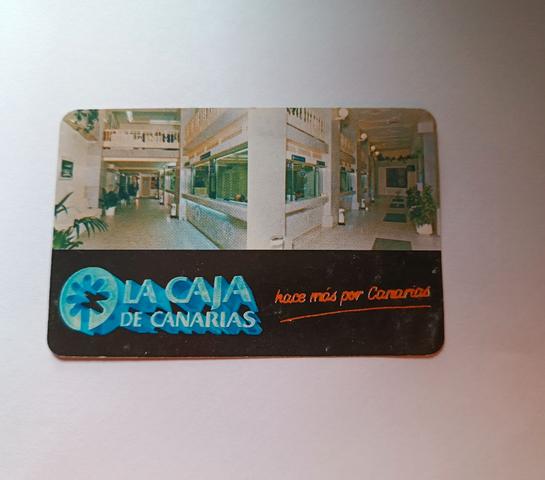 LA CAJA
DE CANARIAS
hace más por Canarias